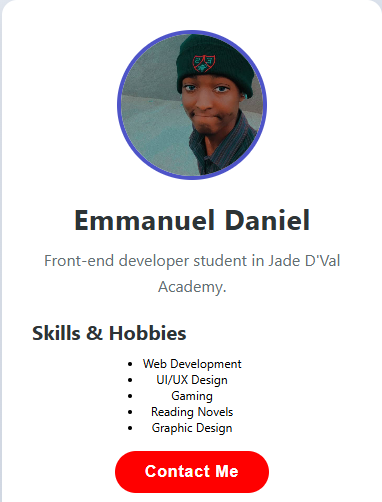 Emmanuel Daniel
Front-end developer student in Jade D'Val
Academy.
Skills & Hobbies
• Web Development
• UI/UX Design
• Gaming
• Reading Novels
• Graphic Design
Contact Me